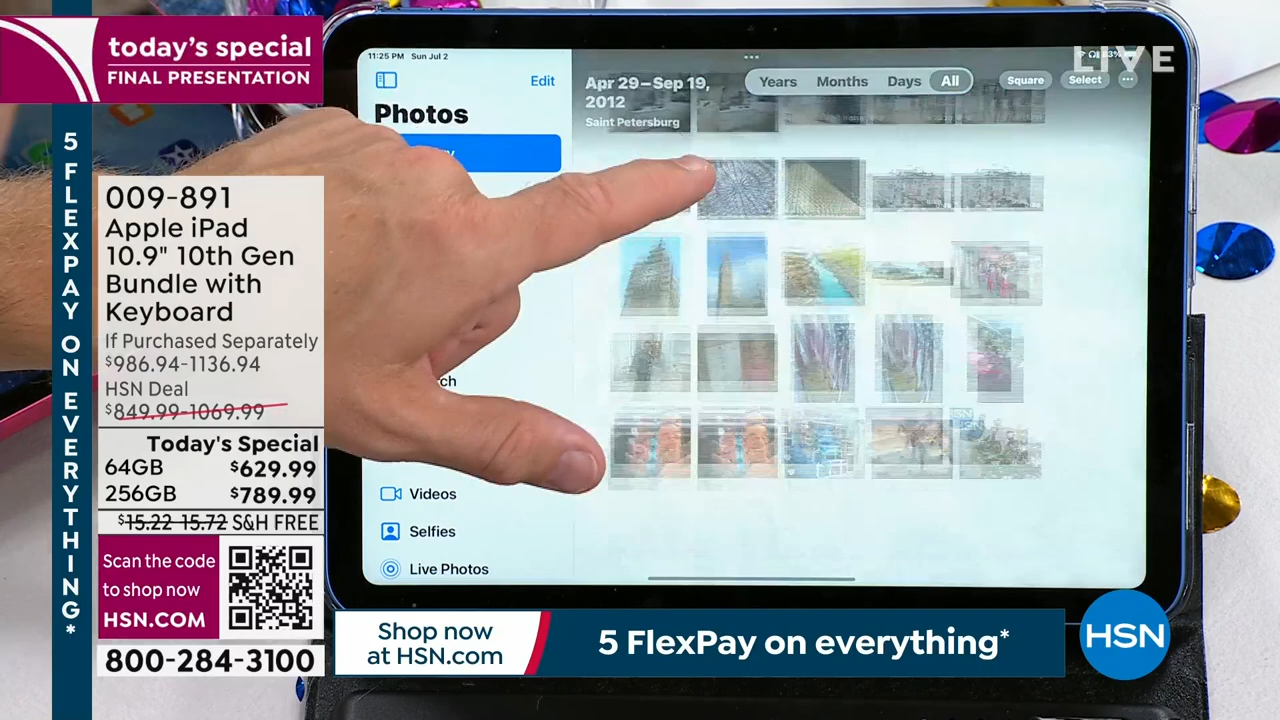 today's special
FINAL PRESENTATION
5 FLEXPAY ON EVERYTHING*
009-891
Apple iPad
10.9" 10th Gen
Bundle with
Keyboard
If Purchased Separately
$986.94-1136.94
HSN Deal
$849.99-1069.99
Today's Special
64GB $629.99
256GB $789.99
$15.22-15.72 S&H FREE
Scan the code
to shop now
HSN.COM
800-284-3100
11:25 PM Sun Jul 2
Edit
Photos
Videos
Selfies
Live Photos
Apr 29–Sep 19,
2012
Saint Petersburg
Years Months Days All
Square
Select
LIVE
Shop now
at HSN.com
5 FlexPay on everything*
HSN